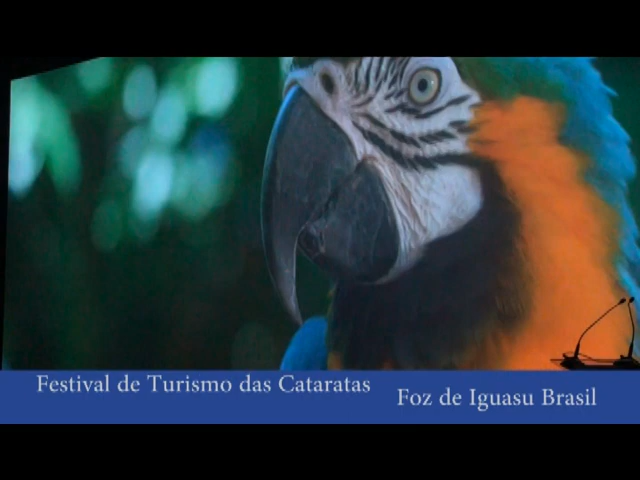 Festival de Turismo das Cataratas
Foz de Iguasu Brasil